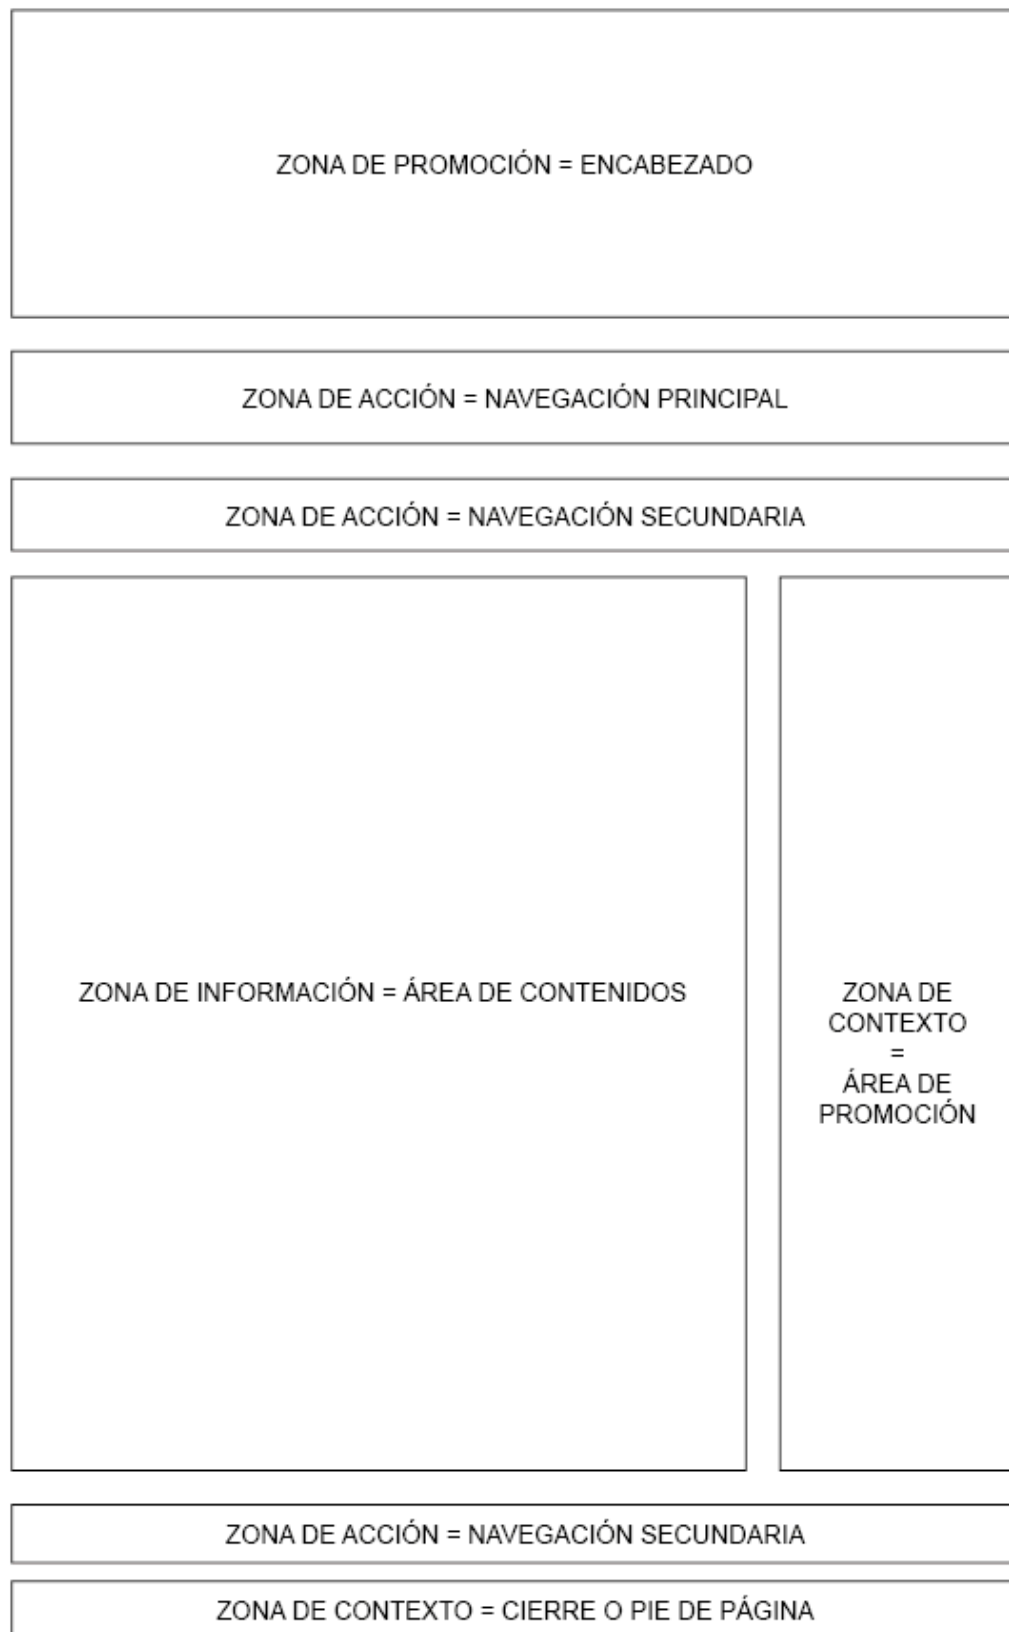 ZONA DE PROMOCIÓN = ENCABEZADO
ZONA DE ACCIÓN = NAVEGACIÓN PRINCIPAL
ZONA DE ACCIÓN = NAVEGACIÓN SECUNDARIA
ZONA DE INFORMACIÓN = ÁREA DE CONTENIDOS
ZONA DE
CONTEXTO
=
ÁREA DE
PROMOCIÓN
ZONA DE ACCIÓN = NAVEGACIÓN SECUNDARIA
ZONA DE CONTEXTO = CIERRE O PIE DE PÁGINA